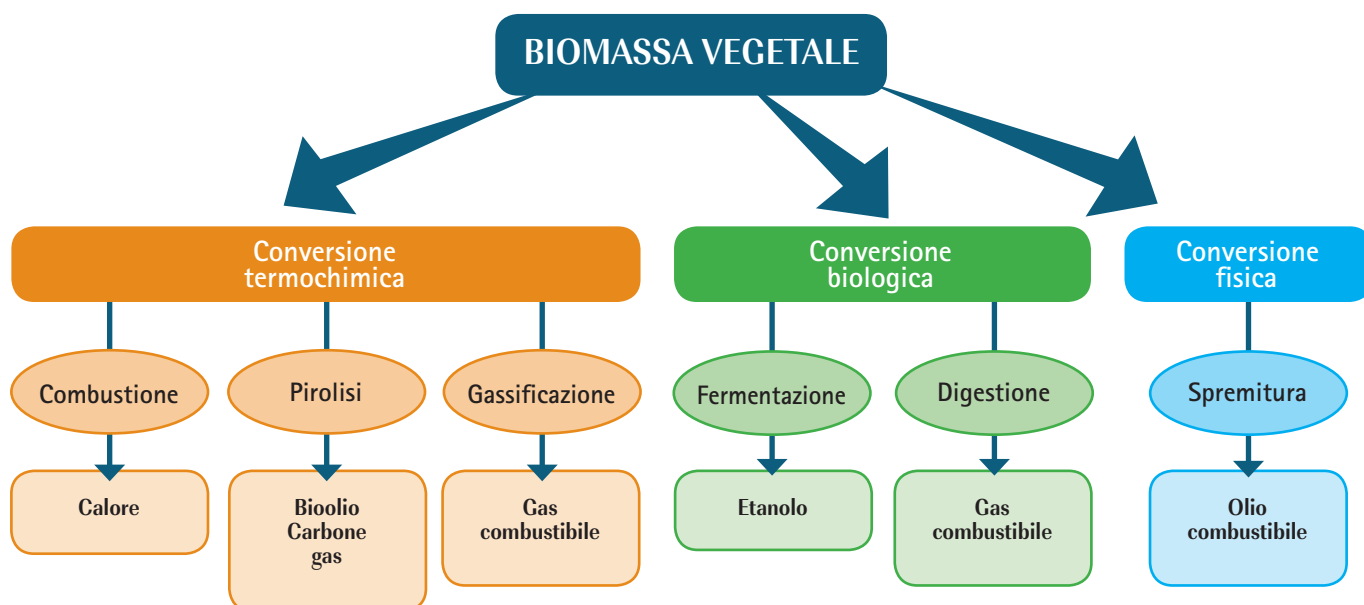 BIOMASSA VEGETALE
Conversione
termochimica
Conversione
biologica
Conversione
fisica
Combustione
Pirolisi
Gassificazione
Fermentazione
Digestione
Spremitura
Calore
Bioolio
Carbone
gas
Gas
combustibile
Etanolo
Gas
combustibile
Olio
combustibile